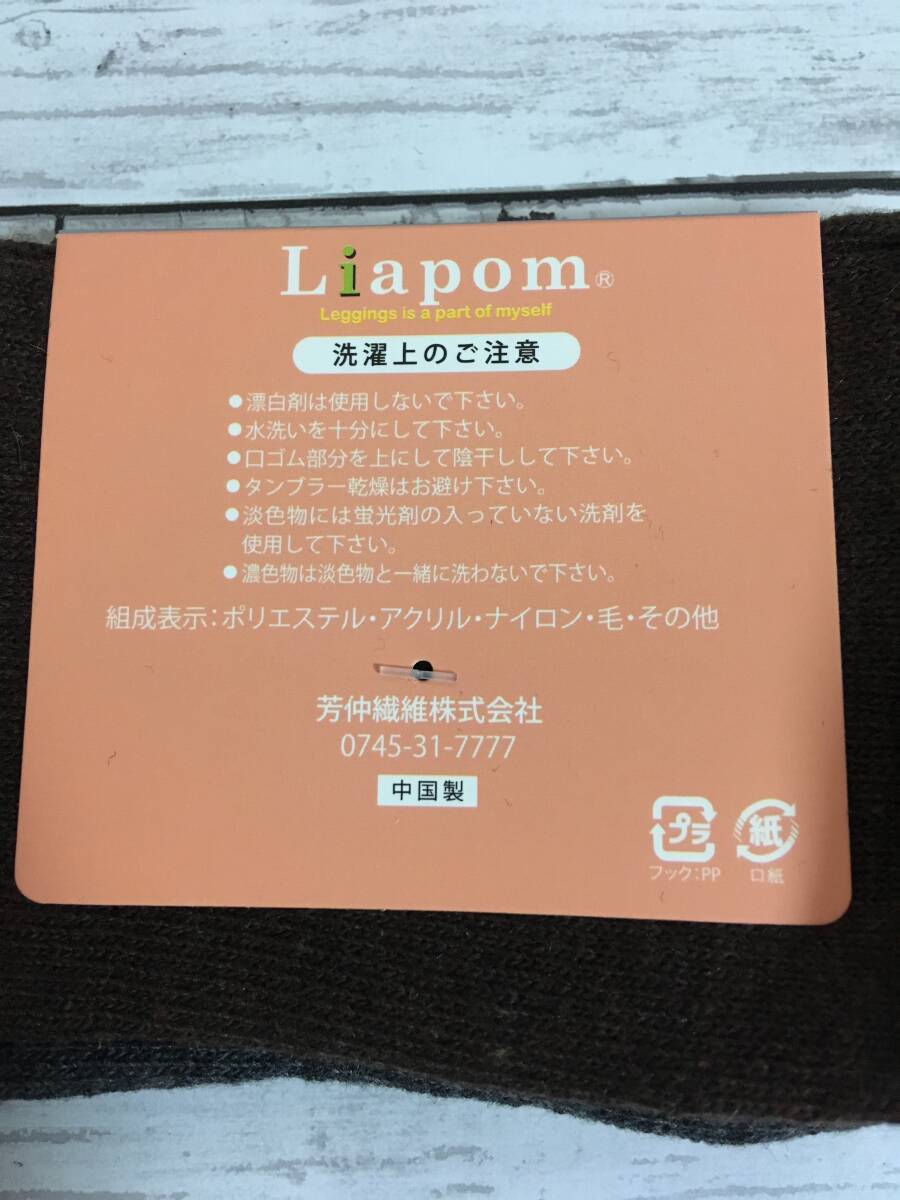 Liapom®
Leggings is a part of myself
洗濯上のご注意
●漂白剤は使用しないで下さい。
●水洗いを十分にして下さい。
●口ゴム部分を上にして陰干しして下さい。
●タンブラー乾燥はお避け下さい。
●淡色物には蛍光剤の入っていない洗剤を
使用して下さい。
●濃色物は淡色物と一緒に洗わないで下さい。
組成表示:ポリエステル・アクリル・ナイロン・毛・その他
芳仲繊維株式会社
0745-31-7777
中国製
プラ 紙
フック:PP 口紙